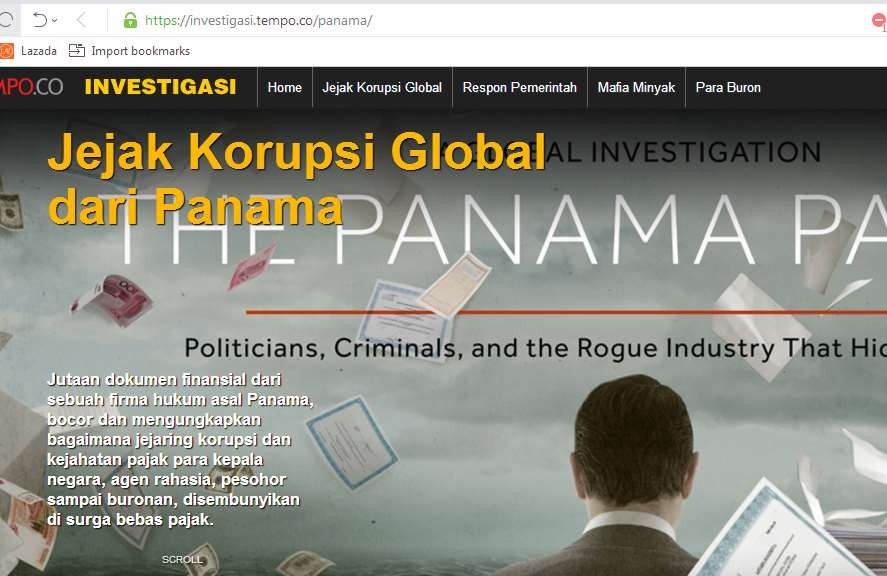 https://investigasi.tempo.co/panama/
Lazada Import bookmarks
MPO.CO INVESTIGASI Home Jejak Korupsi Global Respon Pemerintah Mafia Minyak Para Buron
Jejak Korupsi Global
dari Panama
AL INVESTIGATION
THE PANAMA PA
Politicians, Criminals, and the Rogue Industry That Hid
Jutaan dokumen finansial dari
sebuah firma hukum asal Panama,
bocor dan mengungkapkan
bagaimana jejaring korupsi dan
kejahatan pajak para kepala
negara, agen rahasia, pesohor
sampai buronan, disembunyikan
di surga bebas pajak.
SCROLL